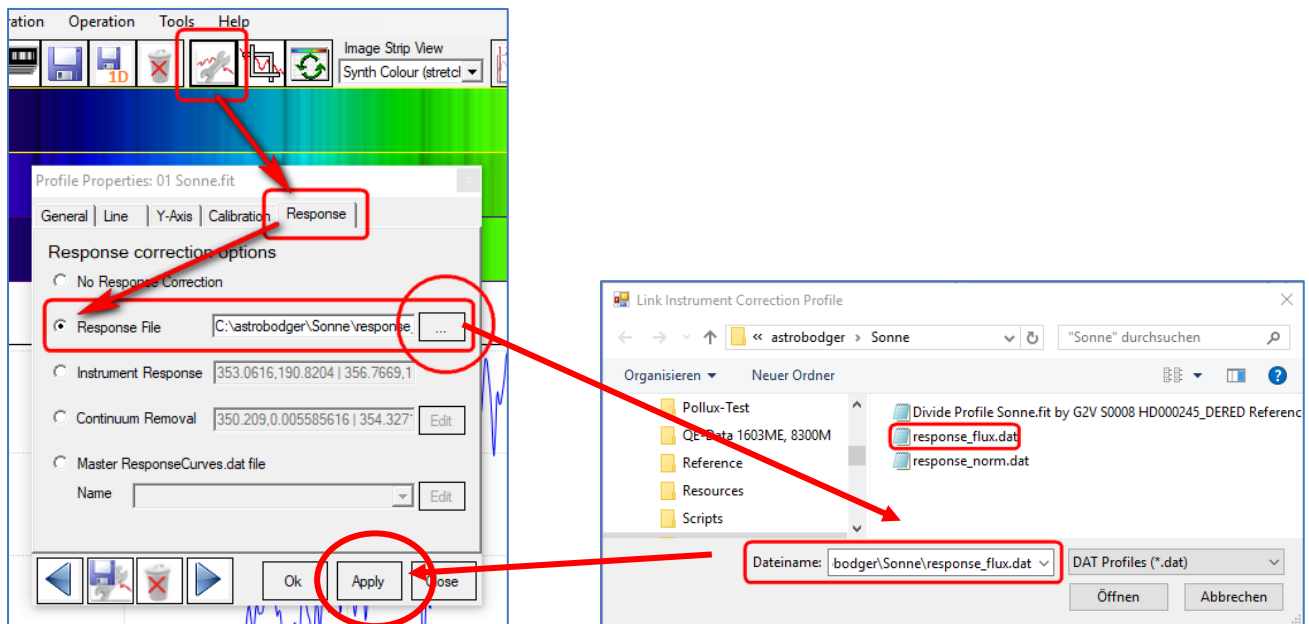 ration Operation Tools Help
Image Strip View
1D
Synth Colour (stretcl
Profile Properties: 01 Sonne.fit
General Line Y-Axis Calibration Response
Response correction options
No Response Correction
Response File C:\astrobodger\Sonne\response_ ...
Instrument Response 353.0616,190.8204 | 356.7669,1
Continuum Removal 350.209,0.005585616 | 354.327 Edit
Master ResponseCurves.dat file
Name Edit
Ok Apply Close
Link Instrument Correction Profile
« astrobodger › Sonne
"Sonne" durchsuchen
Organisieren Neuer Ordner
Pollux-Test
QE-Data 1603ME, 8300M
Reference
Resources
Scripts
Divide Profile Sonne.fit by G2V S0008 HD000245_DERED Referenc
response_flux.dat
response_norm.dat
Dateiname: bodger\Sonne\response_flux.dat DAT Profiles (*.dat)
Öffnen Abbrechen